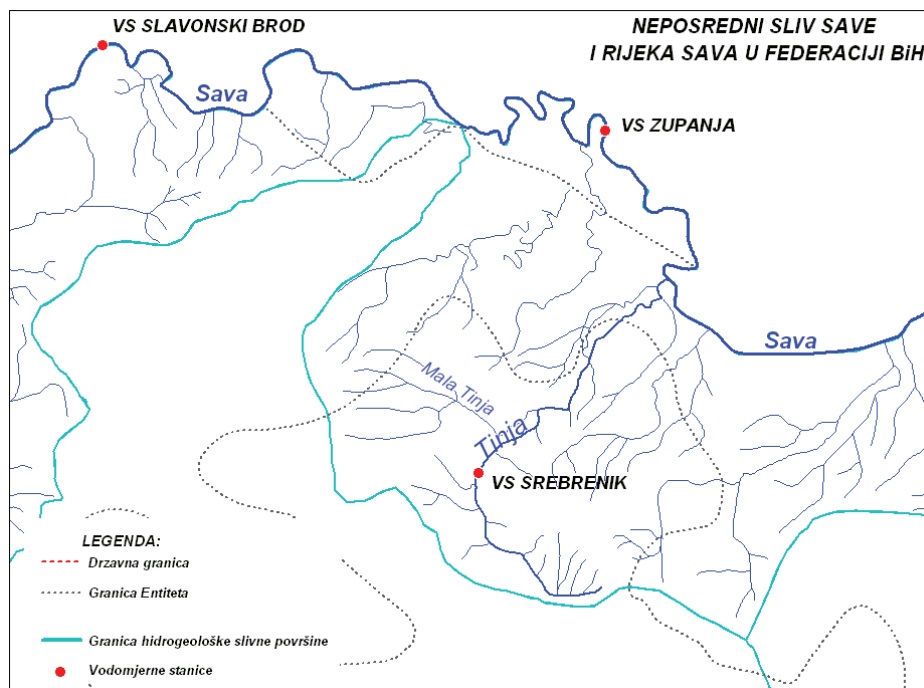 VS SLAVONSKI BROD
NEPOSREDNI SLIV SAVE
I RIJEKA SAVA U FEDERACIJI BiH
Sava
VS ZUPANJA
Sava
Mala Tinja
Tinja
VS SREBRENIK
LEGENDA:
Drzavna granica
Granica Entiteta
Granica hidrogeološke slivne površine
Vodomjerne stanice